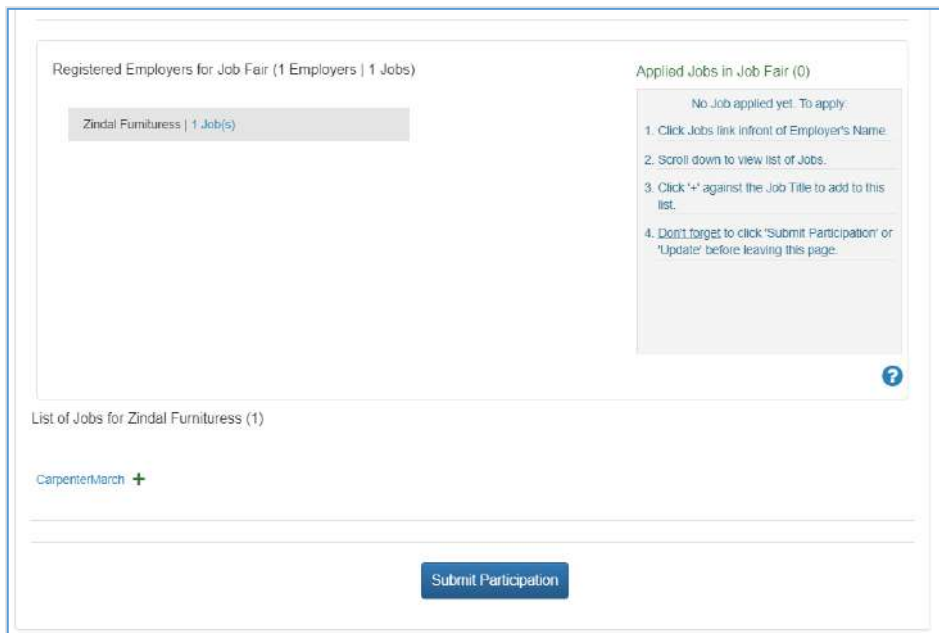 Registered Employers for Job Fair (1 Employers | 1 Jobs)
Zindal Furnituress | 1 Job(s)
Applied Jobs in Job Fair (0)
No Job applied yet. To apply:
1. Click Jobs link infront of Employer's Name.
2. Scroll down to view list of Jobs.
3. Click '+' against the Job Title to add to this
list.
4. Don't forget to click 'Submit Participation' or
'Update' before leaving this page.
?
List of Jobs for Zindal Furnituress (1)
CarpenterMarch +
Submit Participation